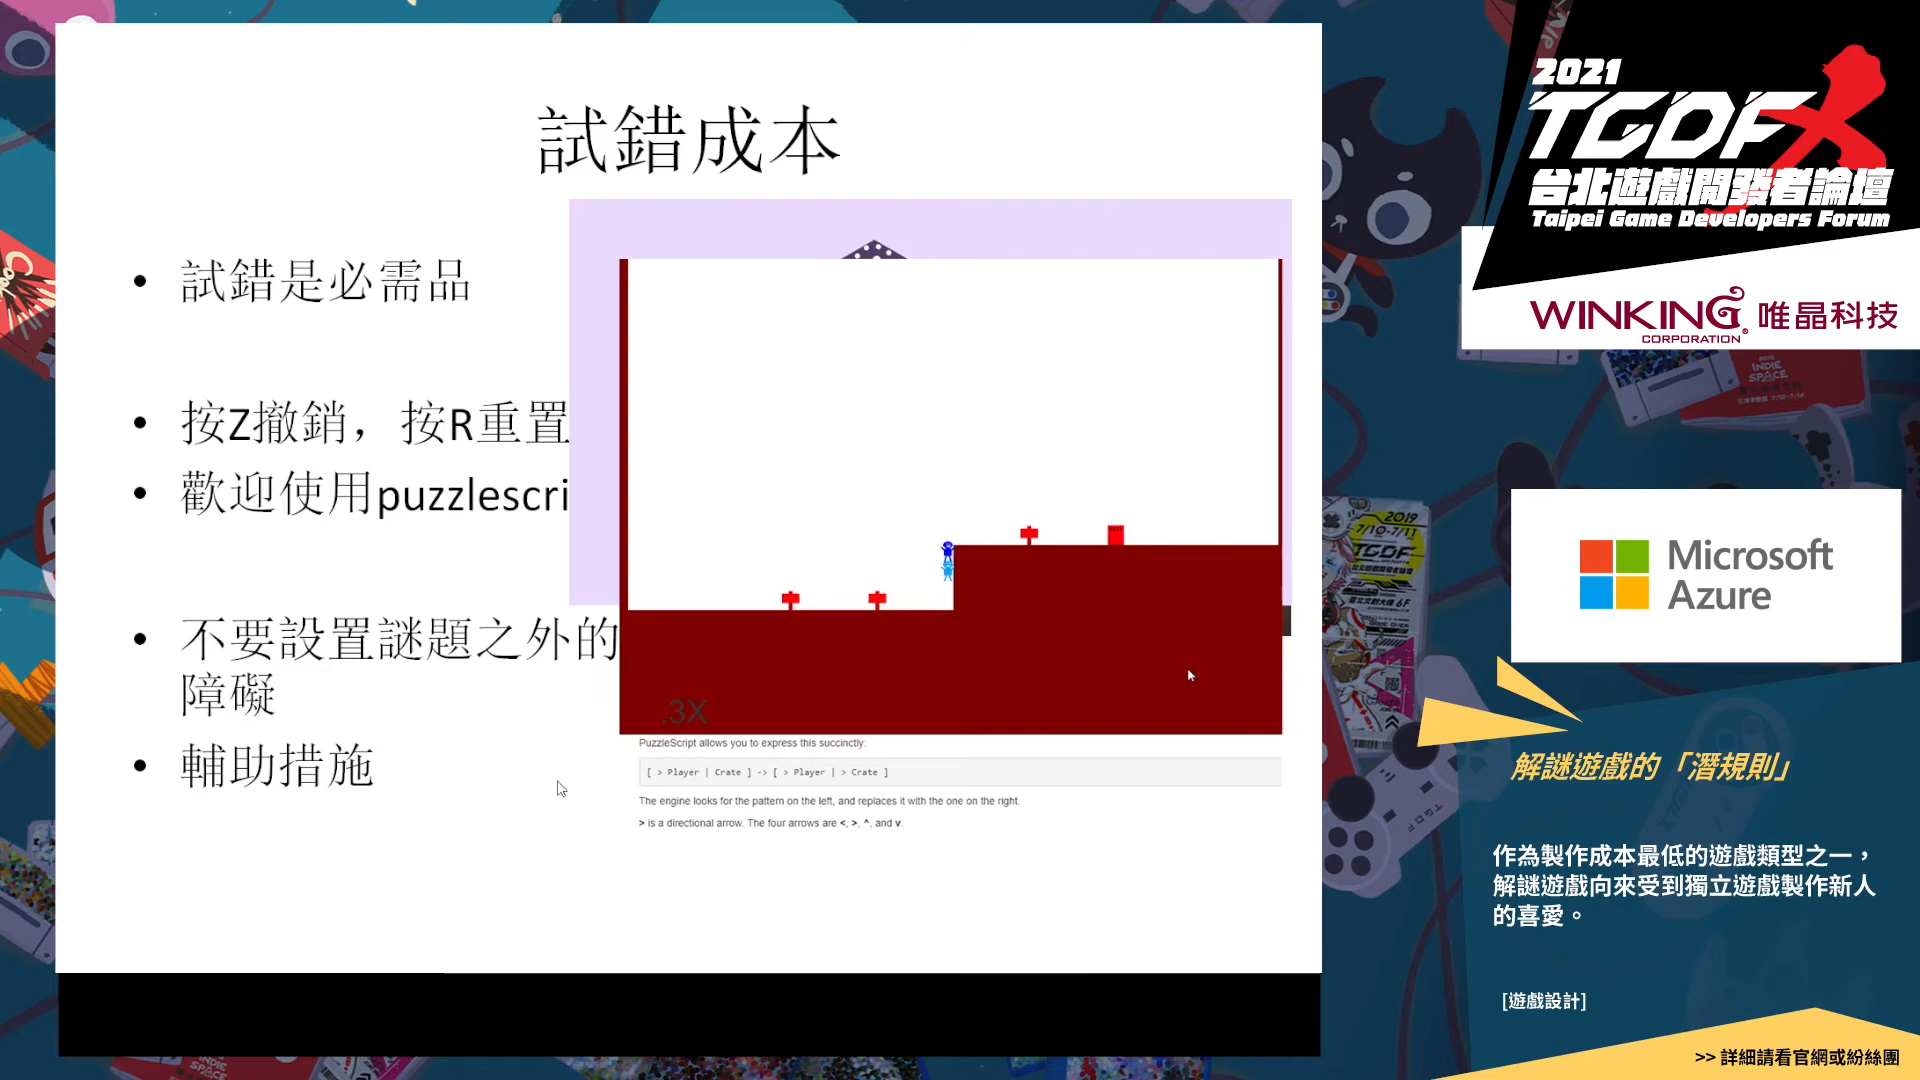 試錯成本
試錯是必需品
按Z撤銷，按R重置
歡迎使用puzzlescri
不要設置謎題之外的
障礙
輔助措施
.3X
PuzzleScript allows you to express this succinctly:
[ > Player | Crate ] -> [ > Player | > Crate ]
The engine looks for the pattern on the left, and replaces it with the one on the right.
> is a directional arrow. The four arrows are <, >, ^, and v.
2021
TGDF
台北遊戲開發者論壇
Taipei Game Developers Forum
WINKING 唯晶科技
CORPORATION
INDIE
SPACE
2019
7/10-7/11
TGDF
Microsoft
Azure
解謎遊戲的「潛規則」
作為製作成本最低的遊戲類型之一，
解謎遊戲向來受到獨立遊戲製作新人
的喜愛。
[遊戲設計]
>> 詳細請看官網或紛絲團